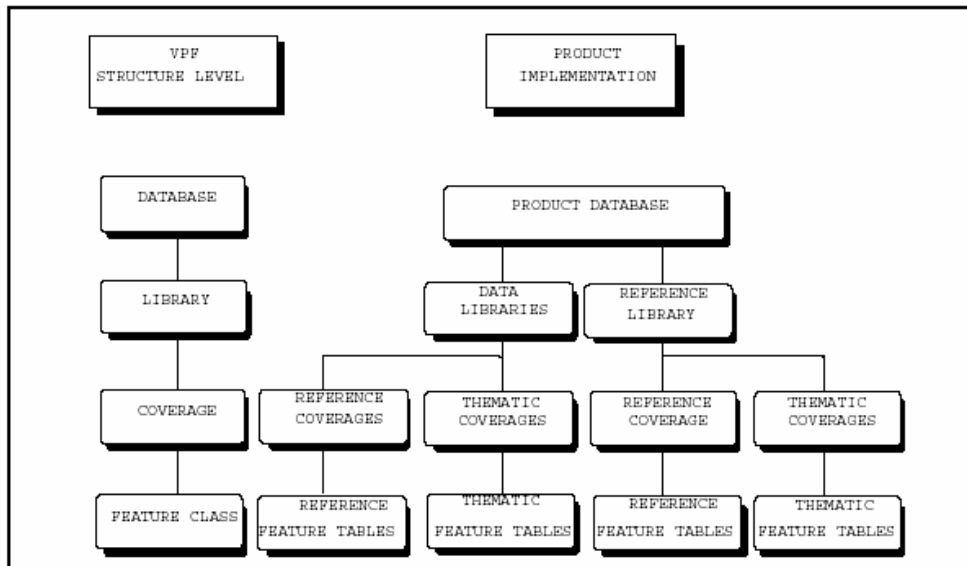 VPF
STRUCTURE LEVEL
PRODUCT
IMPLEMENTATION
DATABASE
PRODUCT DATABASE
LIBRARY
DATA
LIBRARIES
REFERENCE
LIBRARY
COVERAGE
REFERENCE
COVERAGES
THEMATIC
COVERAGES
REFERENCE
COVERAGE
THEMATIC
COVERAGES
FEATURE CLASS
REFERENCE
FEATURE TABLES
THEMATIC
FEATURE TABLES
REFERENCE
FEATURE TABLES
THEMATIC
FEATURE TABLES